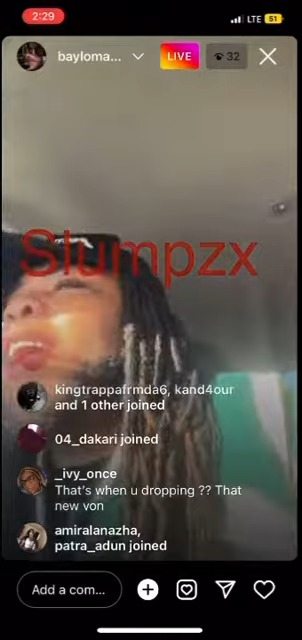 2:29
LTE 51
bayloma...
LIVE
32
Slumpzx
kingtrappafrmda6, kand4our
and 1 other joined
04_dakari joined
_ivy_once
That's when u dropping ?? That
new von
amiralanazha,
patra_adun joined
Add a com...